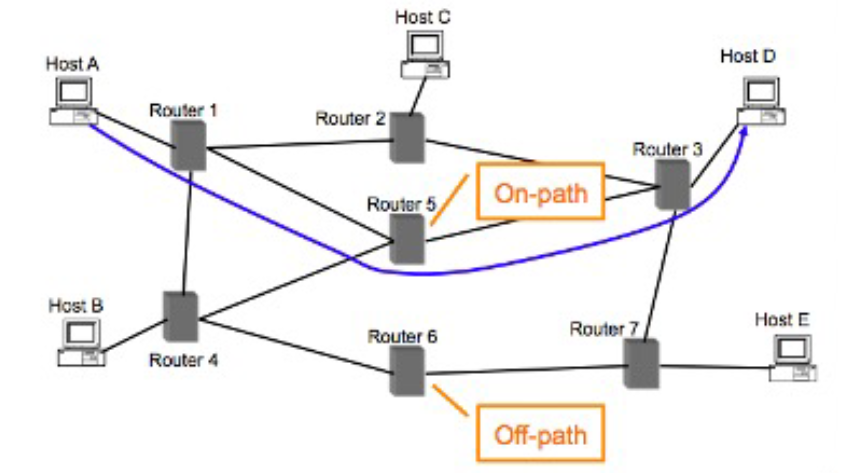 Host C
Host A
Host D
Router 1
Router 2
Router 3
On-path
Router 5
Host B
Router 4
Router 6
Router 7
Host E
Off-path